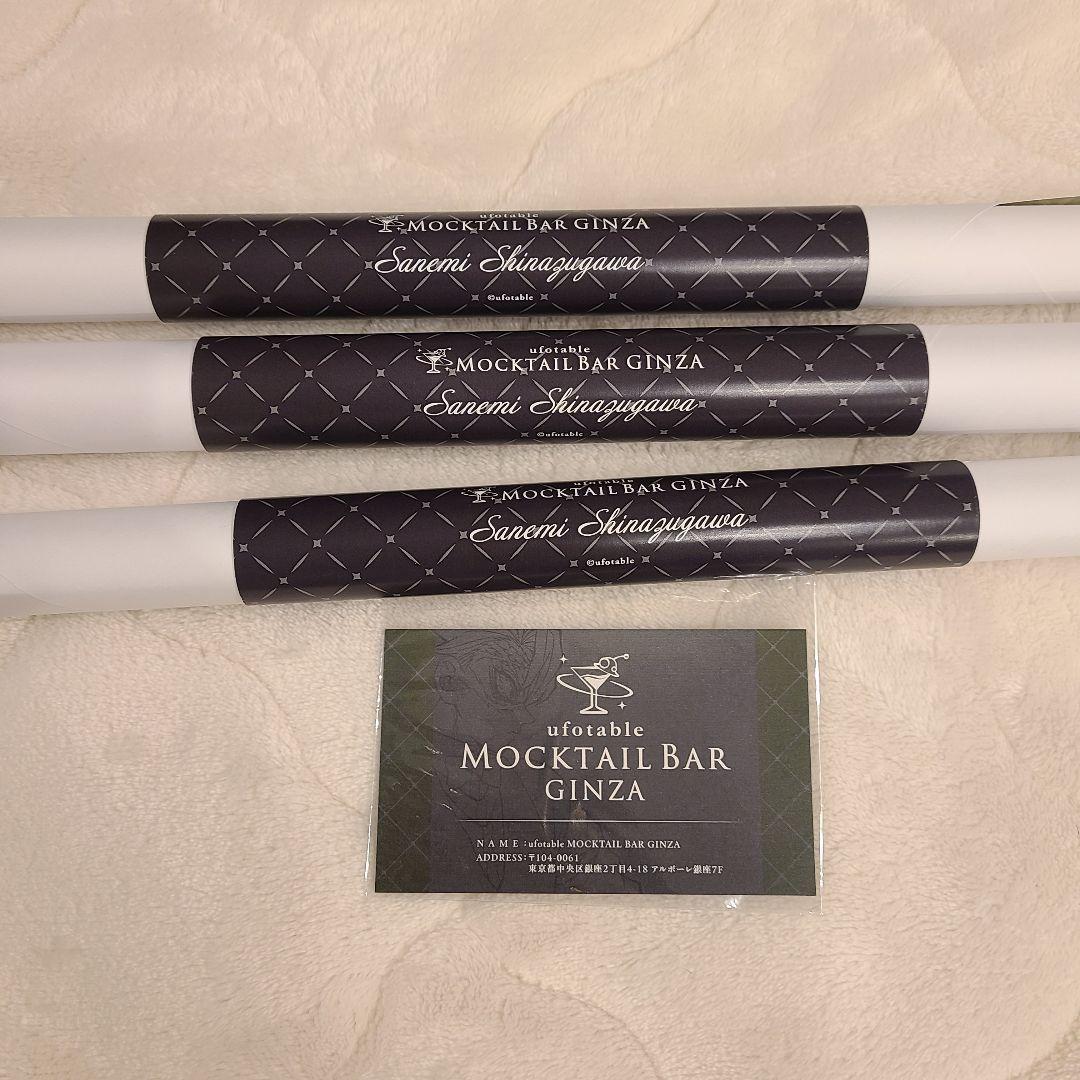 ufotable
MOCKTAIL BAR GINZA
Sanemi Shinazugawa
©ufotable
ufotable
MOCKTAIL BAR GINZA
Sanemi Shinazugawa
©ufotable
ufotable
MOCKTAIL BAR GINZA
Sanemi Shinazugawa
©ufotable
ufotable
MOCKTAIL BAR
GINZA
NAME:ufotable MOCKTAIL BAR GINZA
ADDRESS:〒104-0061
東京都中央区銀座2丁目4-18 アルボーレ銀座7F